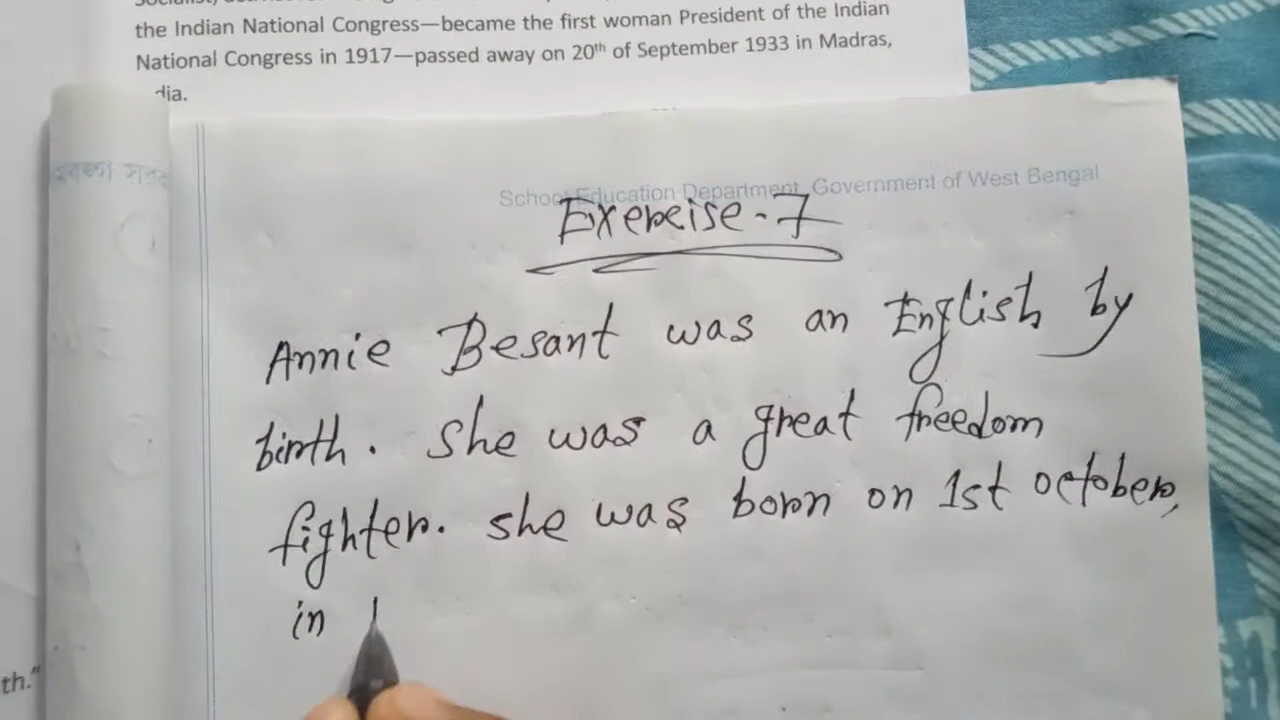 the Indian National Congress—became the first woman President of the Indian
National Congress in 1917—passed away on 20th of September 1933 in Madras,
dia.
School Education Department, Government of West Bengal
Exercise-7
Annie Besant was an English by
birth. She was a great freedom
fighter. she was born on 1st october,
in
th."